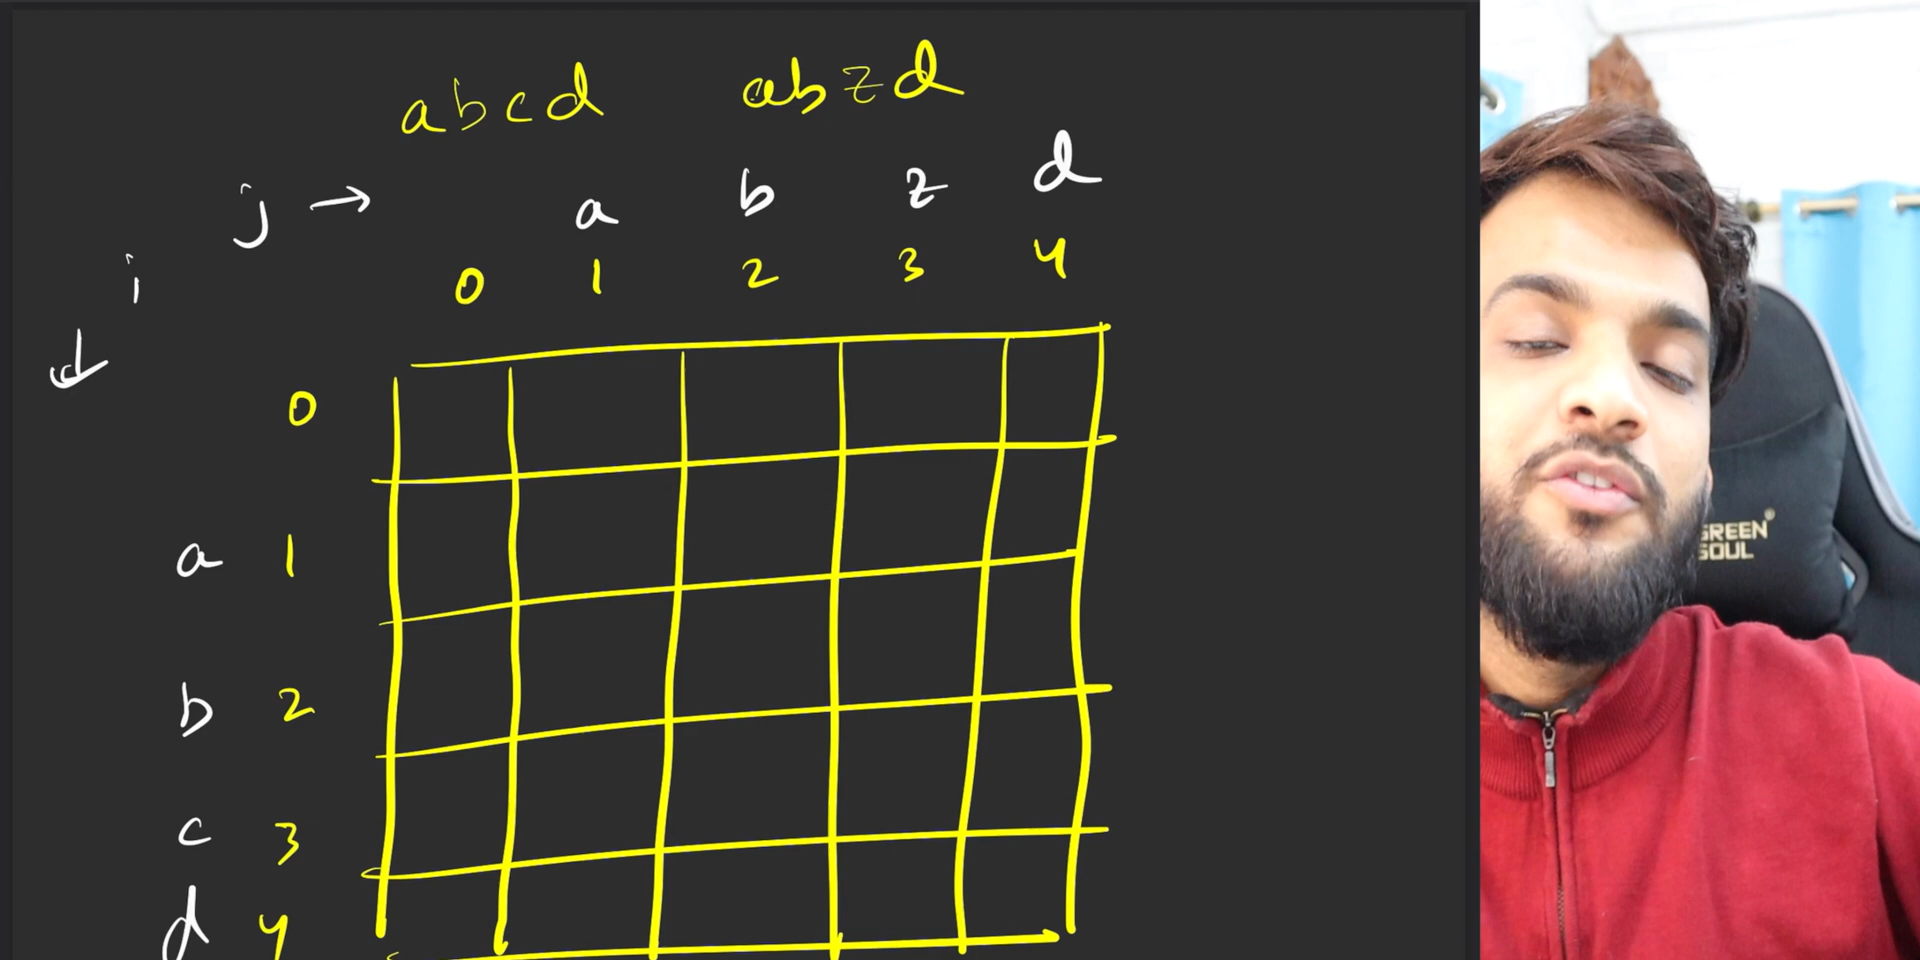 abcd abzd
j → a b z d
i
0 1 2 3 4
0
a 1
b 2
c 3
d 4
GREEN SOUL®